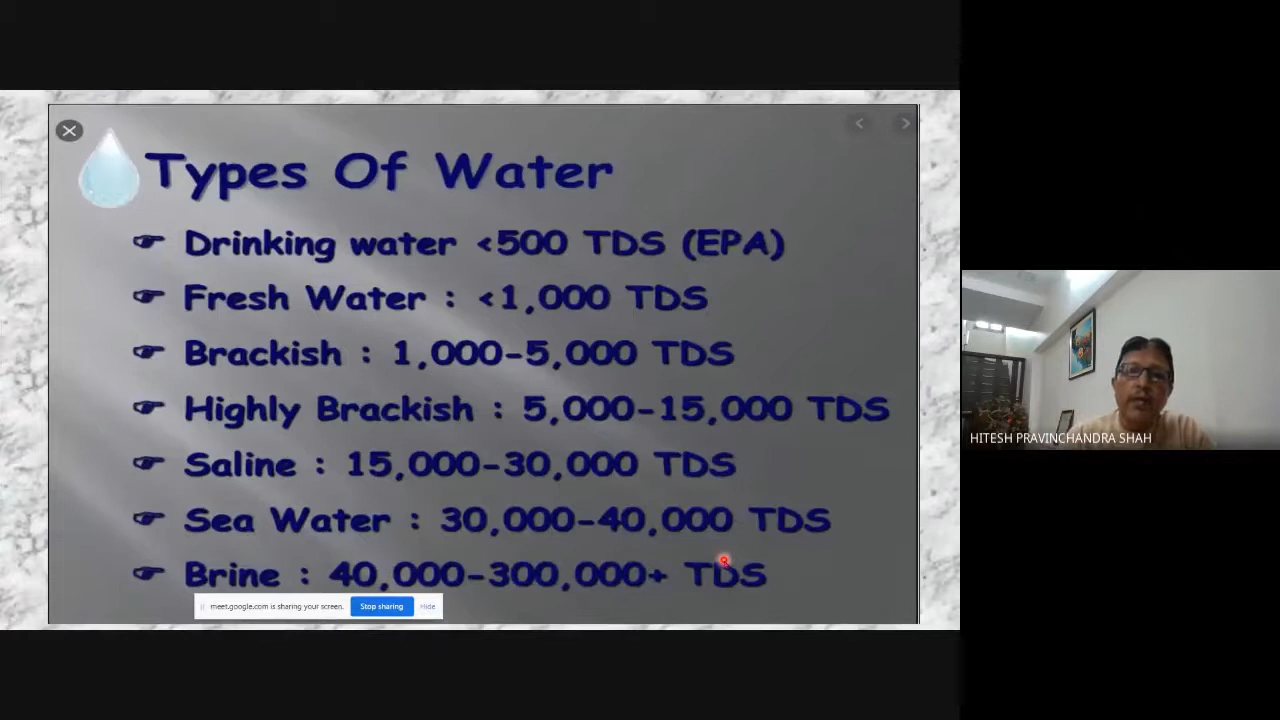 Types Of Water
Drinking water <500 TDS (EPA)
Fresh Water : <1,000 TDS
Brackish : 1,000-5,000 TDS
Highly Brackish : 5,000-15,000 TDS
Saline : 15,000-30,000 TDS
Sea Water : 30,000-40,000 TDS
Brine : 40,000-300,000+ TDS
meet.google.com is sharing your screen. Stop sharing Hide
HITESH PRAVINCHANDRA SHAH